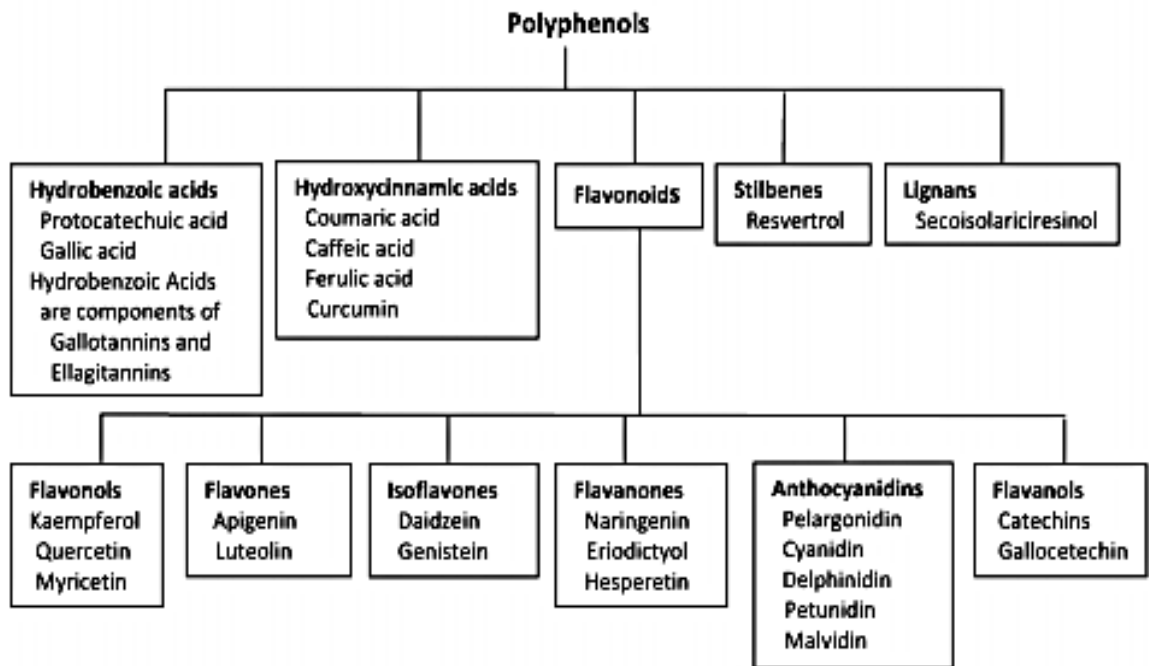 Polyphenols
Hydrobenzoic acids
Protocatechuic acid
Gallic acid
Hydrobenzoic Acids
are components of
Gallotannins and
Ellagitannins
Hydroxycinnamic acids
Coumaric acid
Caffeic acid
Ferulic acid
Curcumin
Flavonoids
Stilbenes
Resvertrol
Lignans
Secoisolariciresinol
Flavonols
Kaempferol
Quercetin
Myricetin
Flavones
Apigenin
Luteolin
Isoflavones
Daidzein
Genistein
Flavanones
Naringenin
Eriodictyol
Hesperetin
Anthocyanidins
Pelargonidin
Cyanidin
Delphinidin
Petunidin
Malvidin
Flavanols
Catechins
Gallocetechin